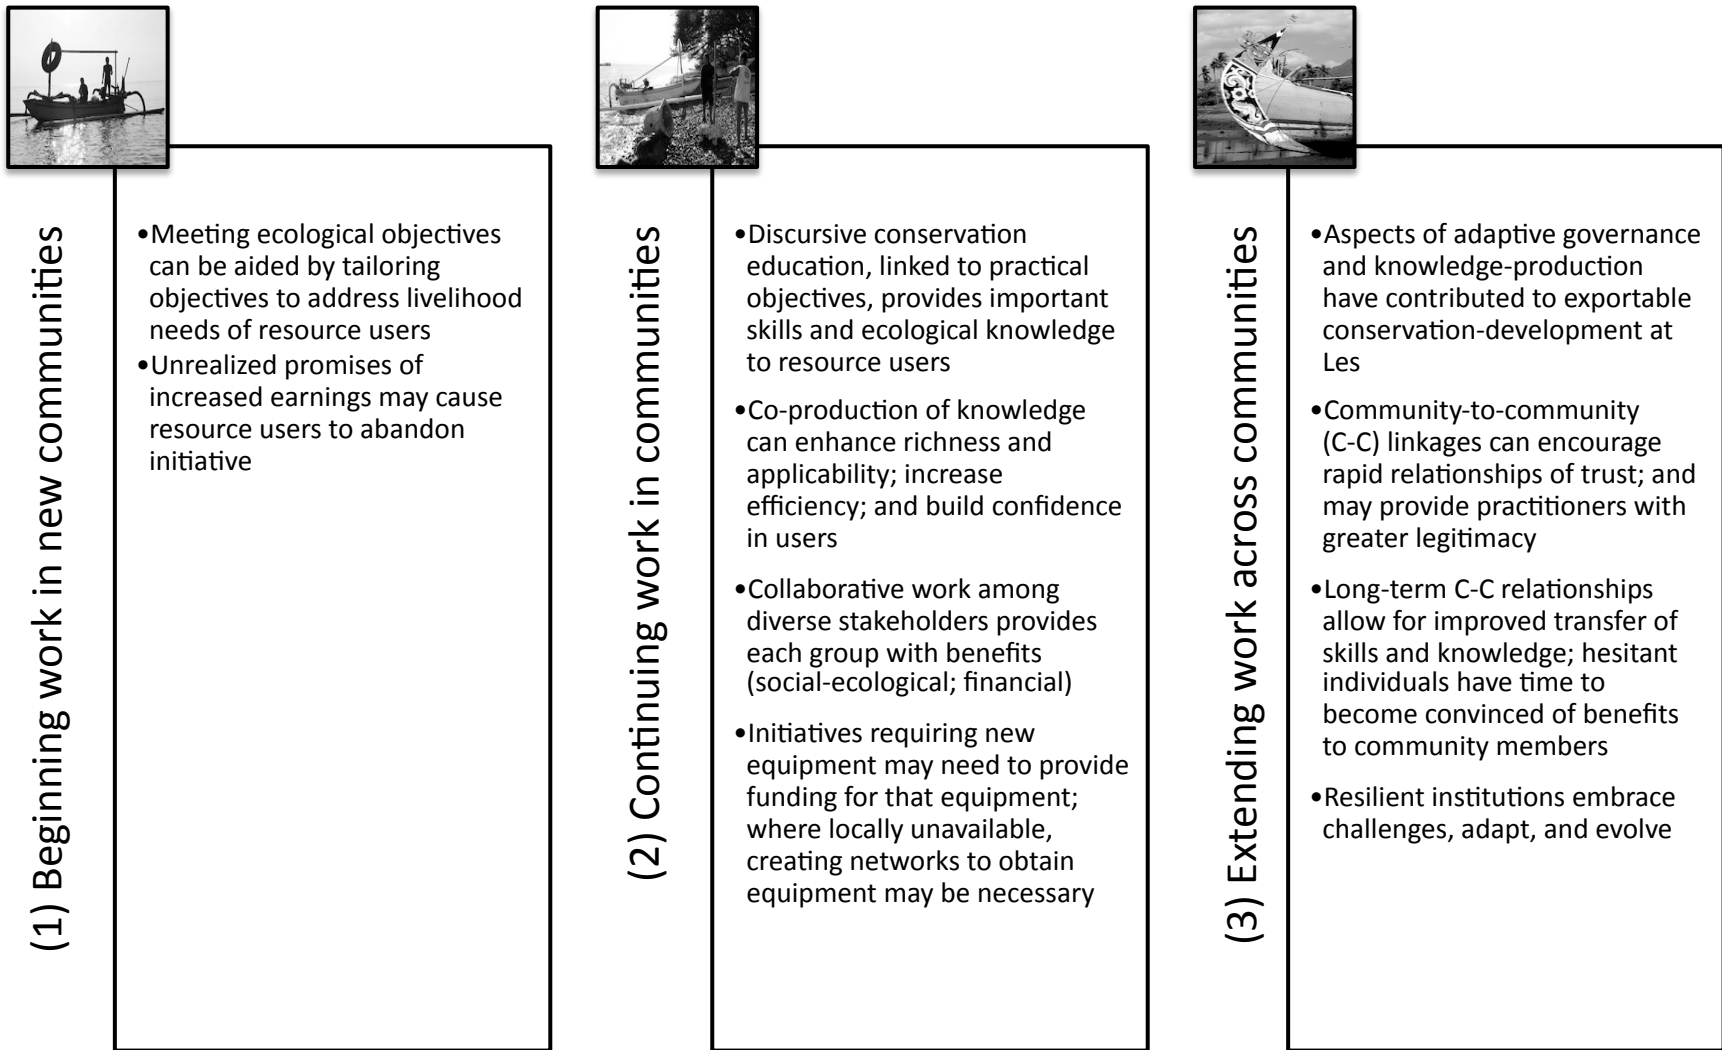 (1) Beginning work in new communities
•Meeting ecological objectives
can be aided by tailoring
objectives to address livelihood
needs of resource users
•Unrealized promises of
increased earnings may cause
resource users to abandon
initiative
(2) Continuing work in communities
•Discursive conservation
education, linked to practical
objectives, provides important
skills and ecological knowledge
to resource users
•Co-production of knowledge
can enhance richness and
applicability; increase
efficiency; and build confidence
in users
•Collaborative work among
diverse stakeholders provides
each group with benefits
(social-ecological; financial)
•Initiatives requiring new
equipment may need to provide
funding for that equipment;
where locally unavailable,
creating networks to obtain
equipment may be necessary
(3) Extending work across communities
•Aspects of adaptive governance
and knowledge-production
have contributed to exportable
conservation-development at
Les
•Community-to-community
(C-C) linkages can encourage
rapid relationships of trust; and
may provide practitioners with
greater legitimacy
•Long-term C-C relationships
allow for improved transfer of
skills and knowledge; hesitant
individuals have time to
become convinced of benefits
to community members
•Resilient institutions embrace
challenges, adapt, and evolve